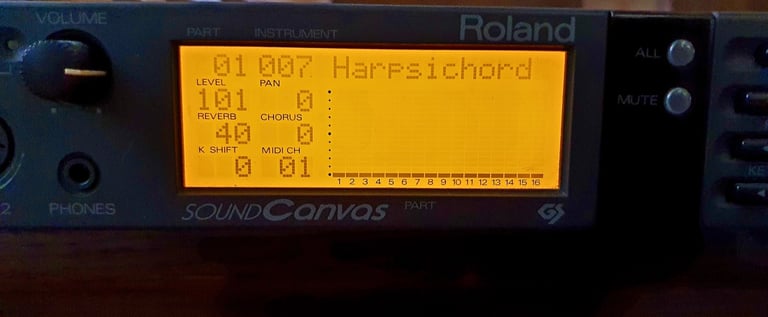 VOLUME
PART INSTRUMENT Roland
01 007 Harpsichord
LEVEL PAN
101 0
REVERB CHORUS
40 0
K SHIFT MIDI CH
0 01
1 2 3 4 5 6 7 8 9 10 11 12 13 14 15 16
SOUND Canvas PART GS
ALL
MUTE
KE
2 PHONES